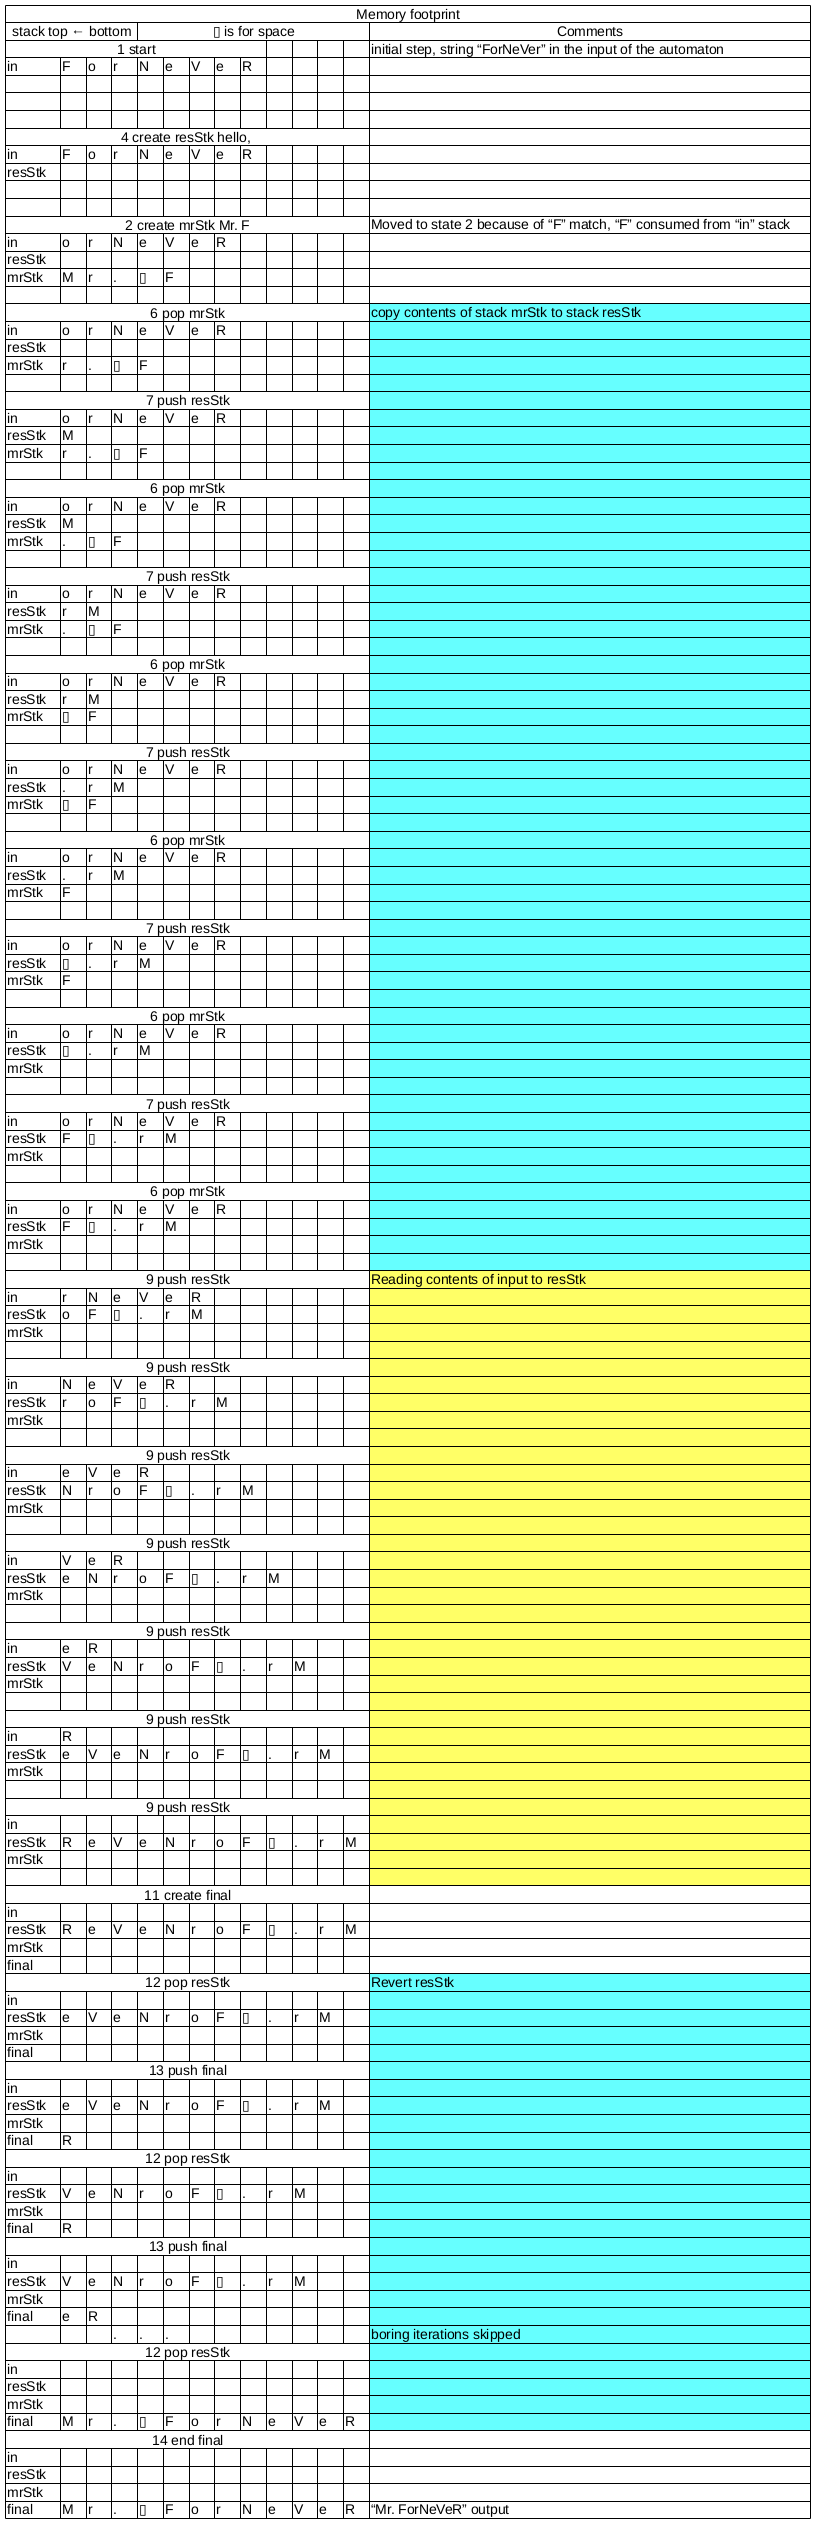 Memory footprint
stack top ← bottom ▯ is for space Comments
1 start initial step, string “ForNeVer” in the input of the automaton
in F o r N e V e R
4 create resStk hello,
in F o r N e V e R
resStk
2 create mrStk Mr. F Moved to state 2 because of “F” match, “F” consumed from “in” stack
in o r N e V e R
resStk
mrStk M r . ▯ F
6 pop mrStk copy contents of stack mrStk to stack resStk
in o r N e V e R
resStk
mrStk r . ▯ F
7 push resStk
in o r N e V e R
resStk M
mrStk r . ▯ F
6 pop mrStk
in o r N e V e R
resStk M
mrStk . ▯ F
7 push resStk
in o r N e V e R
resStk r M
mrStk . ▯ F
6 pop mrStk
in o r N e V e R
resStk r M
mrStk ▯ F
7 push resStk
in o r N e V e R
resStk . r M
mrStk ▯ F
6 pop mrStk
in o r N e V e R
resStk . r M
mrStk F
7 push resStk
in o r N e V e R
resStk ▯ . r M
mrStk F
6 pop mrStk
in o r N e V e R
resStk ▯ . r M
mrStk
7 push resStk
in o r N e V e R
resStk F ▯ . r M
mrStk
6 pop mrStk
in o r N e V e R
resStk F ▯ . r M
mrStk
9 push resStk Reading contents of input to resStk
in r N e V e R
resStk o F ▯ . r M
mrStk
9 push resStk
in N e V e R
resStk r o F ▯ . r M
mrStk
9 push resStk
in e V e R
resStk N r o F ▯ . r M
mrStk
9 push resStk
in V e R
resStk e N r o F ▯ . r M
mrStk
9 push resStk
in e R
resStk V e N r o F ▯ . r M
mrStk
9 push resStk
in R
resStk e V e N r o F ▯ . r M
mrStk
9 push resStk
in
resStk R e V e N r o F ▯ . r M
mrStk
11 create final
in
resStk R e V e N r o F ▯ . r M
mrStk
final
12 pop resStk Revert resStk
in
resStk e V e N r o F ▯ . r M
mrStk
final
13 push final
in
resStk e V e N r o F ▯ . r M
mrStk
final R
12 pop resStk
in
resStk V e N r o F ▯ . r M
mrStk
final R
13 push final
in
resStk V e N r o F ▯ . r M
mrStk
final e R
. . . boring iterations skipped
12 pop resStk
in
resStk
mrStk
final M r . ▯ F o r N e V e R
14 end final
in
resStk
mrStk
final M r . ▯ F o r N e V e R “Mr. ForNeVeR” output